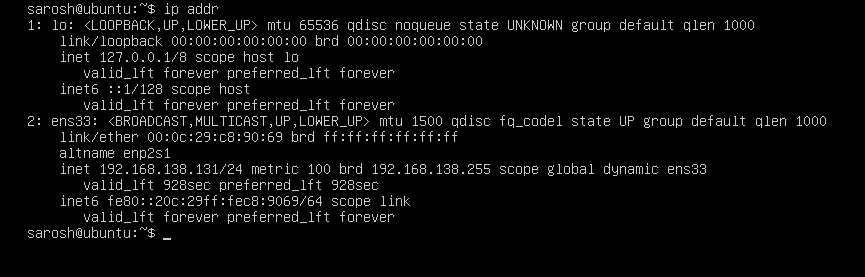 sarosh@ubuntu:~$ ip addr
1: lo: <LOOPBACK,UP,LOWER_UP> mtu 65536 qdisc noqueue state UNKNOWN group default qlen 1000
    link/loopback 00:00:00:00:00:00 brd 00:00:00:00:00:00
    inet 127.0.0.1/8 scope host lo
       valid_lft forever preferred_lft forever
    inet6 ::1/128 scope host
       valid_lft forever preferred_lft forever
2: ens33: <BROADCAST,MULTICAST,UP,LOWER_UP> mtu 1500 qdisc fq_codel state UP group default qlen 1000
    link/ether 00:0c:29:c8:90:69 brd ff:ff:ff:ff:ff:ff
    altname enp2s1
    inet 192.168.138.131/24 metric 100 brd 192.168.138.255 scope global dynamic ens33
       valid_lft 928sec preferred_lft 928sec
    inet6 fe80::20c:29ff:fec8:9069/64 scope link
       valid_lft forever preferred_lft forever
sarosh@ubuntu:~$ _